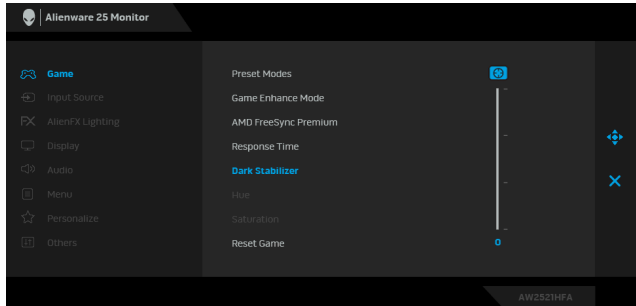 Alienware 25 Monitor
Game
Input Source
AlienFX Lighting
Display
Audio
Menu
Personalize
Others
Preset Modes
Game Enhance Mode
AMD FreeSync Premium
Response Time
Dark Stabilizer
Hue
Saturation
Reset Game
0
AW2521HFA